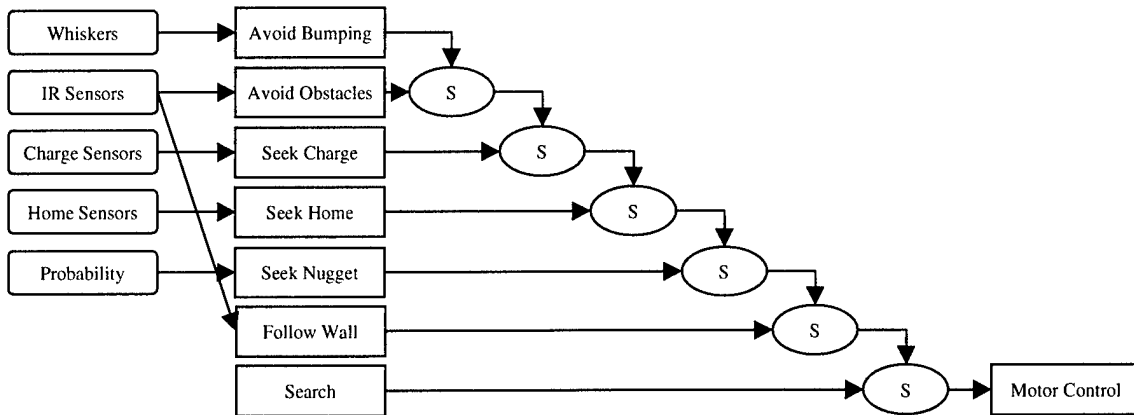 Whiskers
Avoid Bumping
IR Sensors
Avoid Obstacles
S
Charge Sensors
Seek Charge
S
Home Sensors
Seek Home
S
Probability
Seek Nugget
S
Follow Wall
S
Search
S
Motor Control